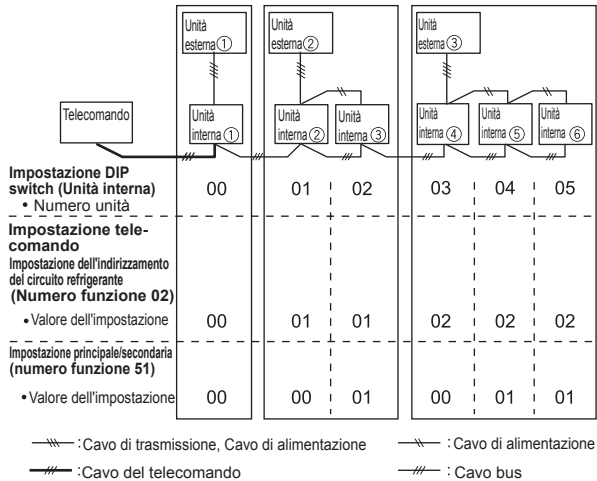 Unità
esterna①
Unità
esterna②
Unità
esterna③
Telecomando
Unità
interna①
Unità
interna②
Unità
interna③
Unità
interna④
Unità
interna⑤
Unità
interna⑥
Impostazione DIP
switch (Unità interna)
• Numero unità
00 01 02 03 04 05
Impostazione tele-
comando
Impostazione dell'indirizzamento
del circuito refrigerante
(Numero funzione 02)
• Valore dell'impostazione 00 01 01 02 02 02
Impostazione principale/secondaria
(numero funzione 51)
• Valore dell'impostazione 00 00 01 00 01 01
: Cavo di trasmissione, Cavo di alimentazione
: Cavo di alimentazione
: Cavo del telecomando
: Cavo bus